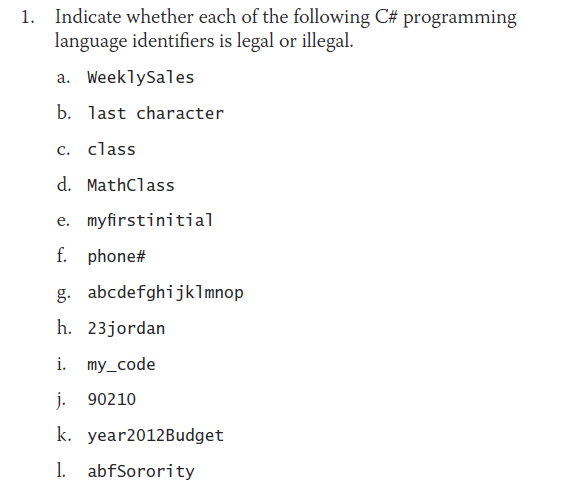 1. Indicate whether each of the following C# programming
language identifiers is legal or illegal.
a. WeeklySales
b. last character
c. class
d. MathClass
e. myfirstinitial
f. phone#
g. abcdefghijklmnop
h. 23jordan
i. my_code
j. 90210
k. year2012Budget
l. abfSorority